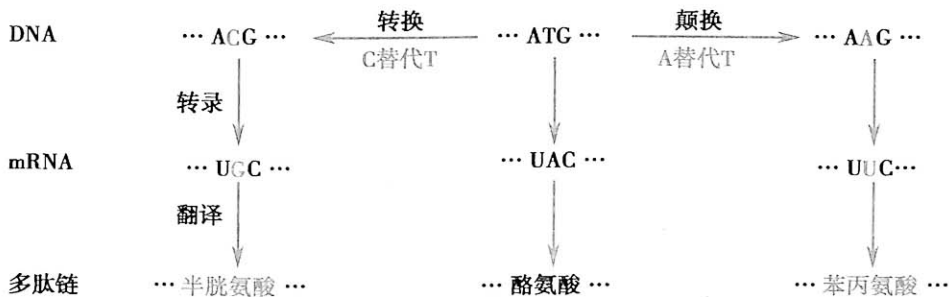 DNA … ACG … 转换 … ATG … 颠换 … AAG …
C替代T A替代T
转录
mRNA … UGC … … UAC … … UUC…
翻译
多肽链 … 半胱氨酸 … … 酪氨酸 … … 苯丙氨酸 …